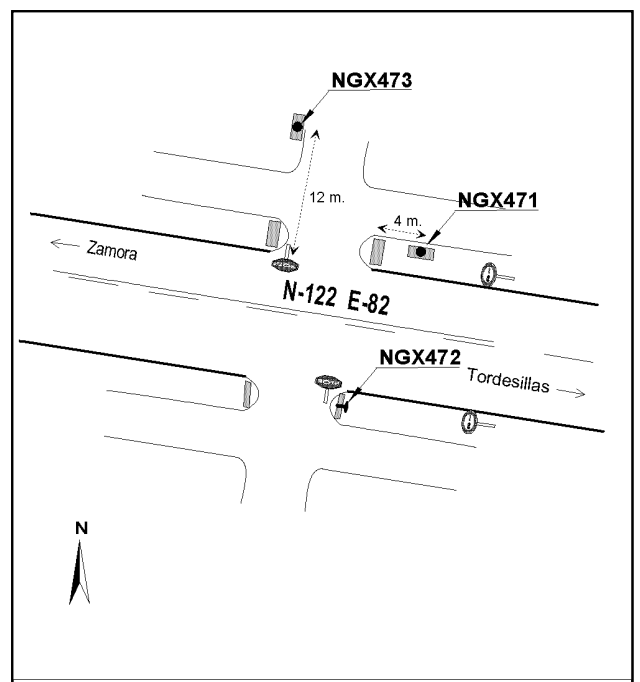 NGX473
12 m.
NGX471
4 m.
Zamora
N-122 E-82
NGX472
Tordesillas
N